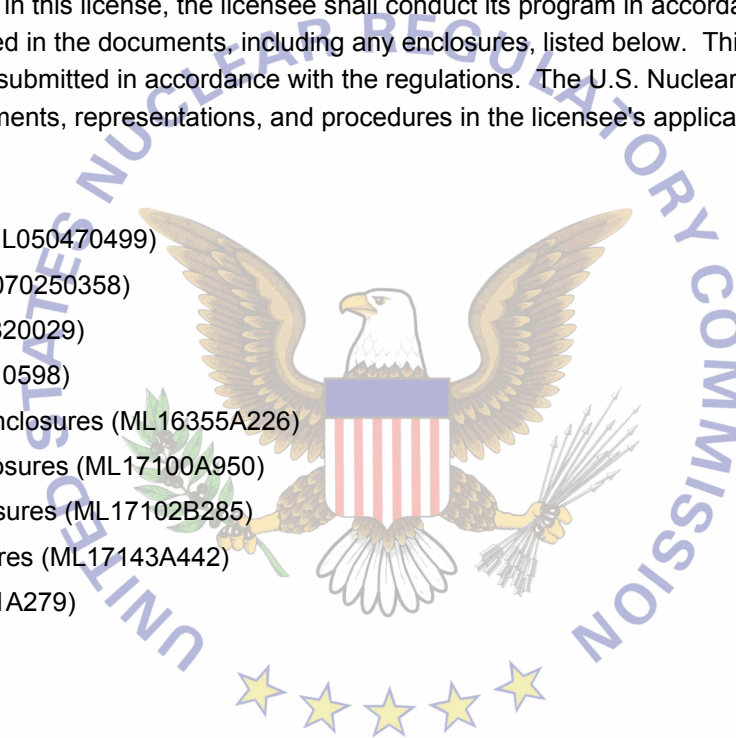 in this license, the licensee shall conduct its program in accorda
ed in the documents, including any enclosures, listed below. Thi
submitted in accordance with the regulations. The U.S. Nuclear
ments, representations, and procedures in the licensee's applica
L050470499)
070250358)
320029)
10598)
nclosures (ML16355A226)
osures (ML17100A950)
sures (ML17102B285)
res (ML17143A442)
1A279)
UNITED STATES NUCLEAR REGULATORY COMMISSION